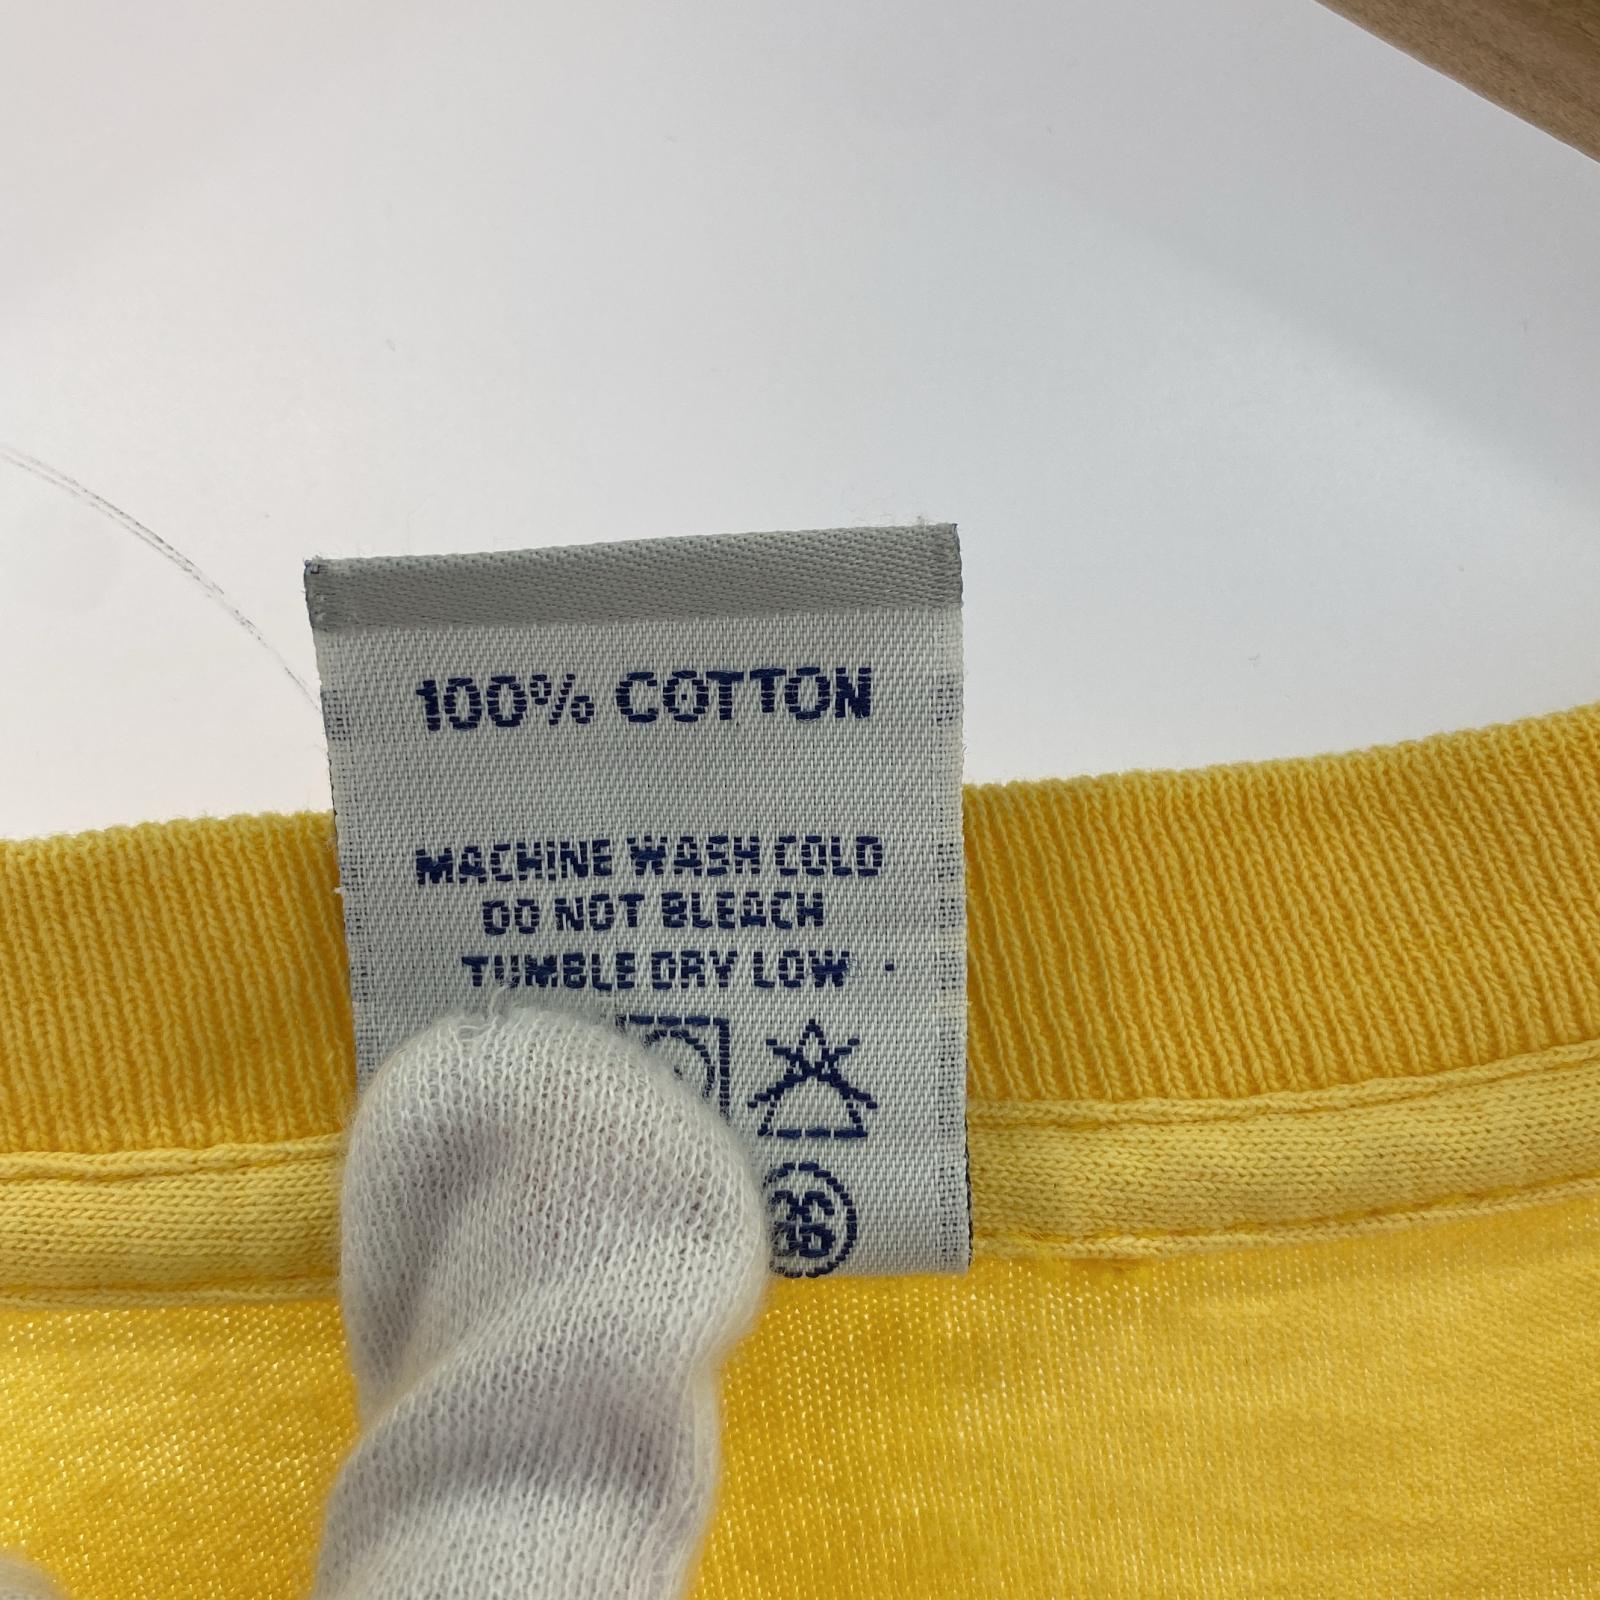 100% COTTON
MACHINE WASH COLD
DO NOT BLEACH
TUMBLE DRY LOW